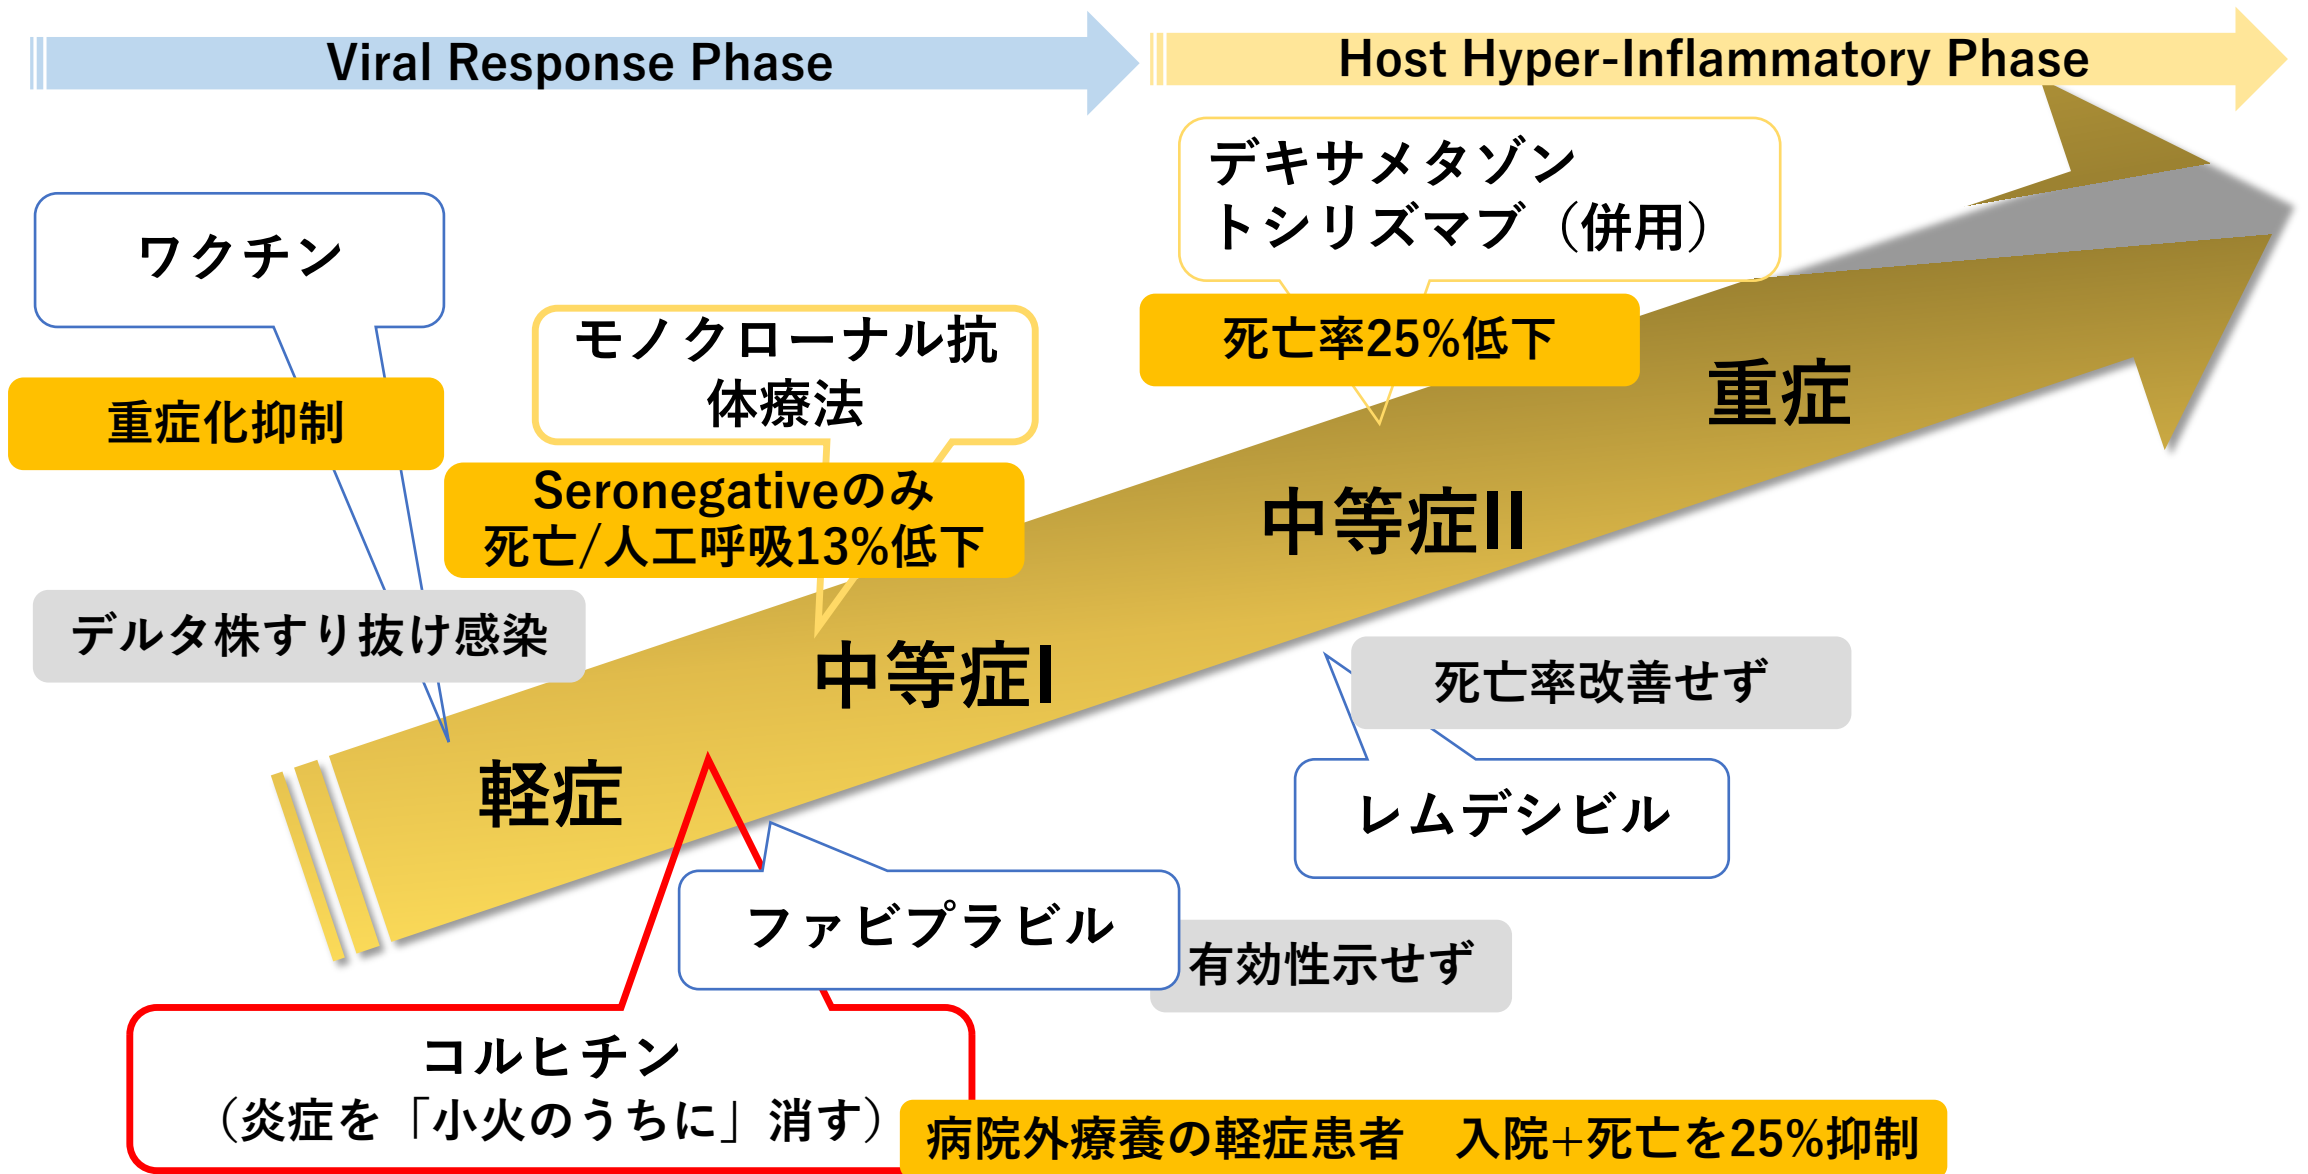 Viral Response Phase
Host Hyper-Inflammatory Phase
デキサメタゾン
トシリズマブ（併用）
死亡率25%低下
ワクチン
重症化抑制
モノクローナル抗
体療法
Seronegativeのみ
死亡/人工呼吸13%低下
デルタ株すり抜け感染
重症
中等症II
中等症I
軽症
死亡率改善せず
レムデシビル
ファビプラビル
有効性示せず
コルヒチン
（炎症を「小火のうちに」消す）
病院外療養の軽症患者　入院+死亡を25%抑制